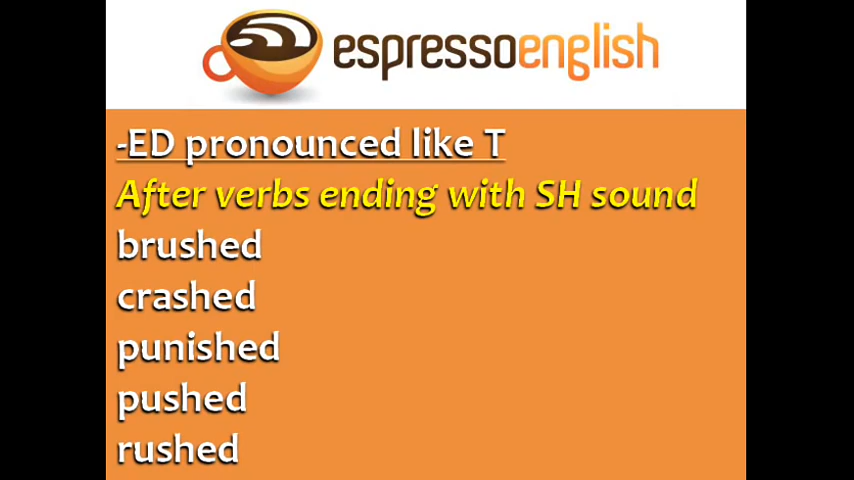 espressoenglish
-ED pronounced like T
After verbs ending with SH sound
brushed
crashed
punished
pushed
rushed